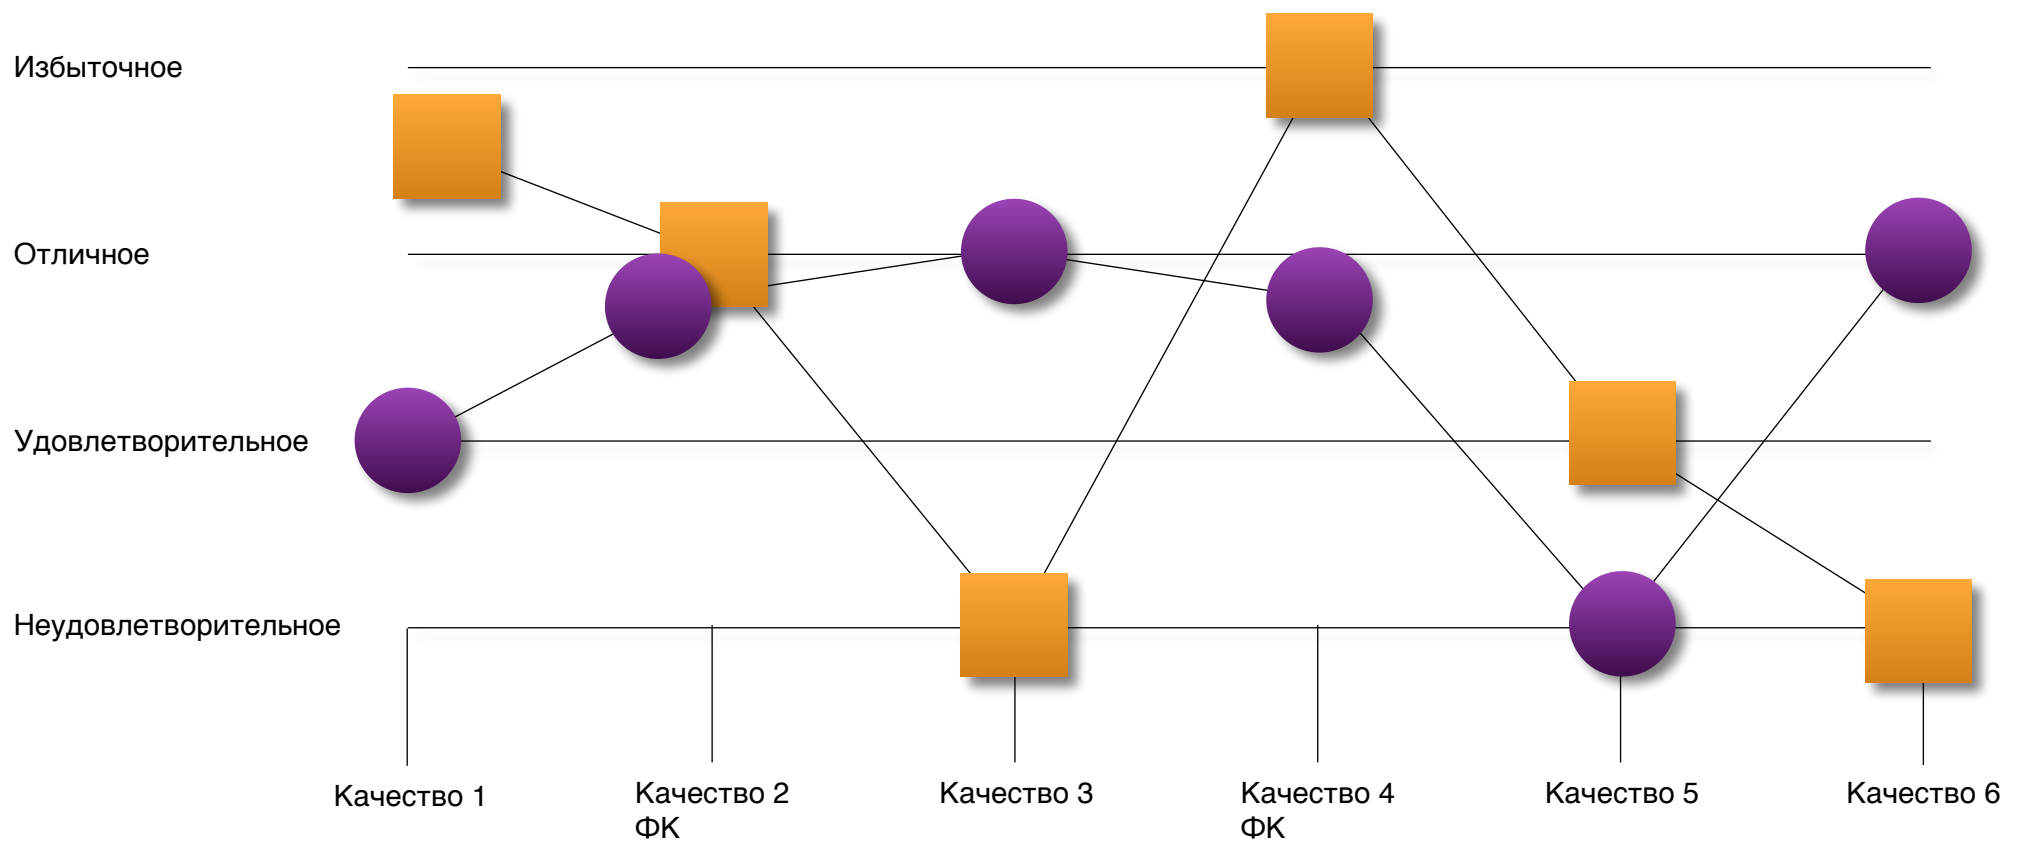 Избыточное
Отличное
Удовлетворительное
Неудовлетворительное
Качество 1
Качество 2
ФК
Качество 3
Качество 4
ФК
Качество 5
Качество 6